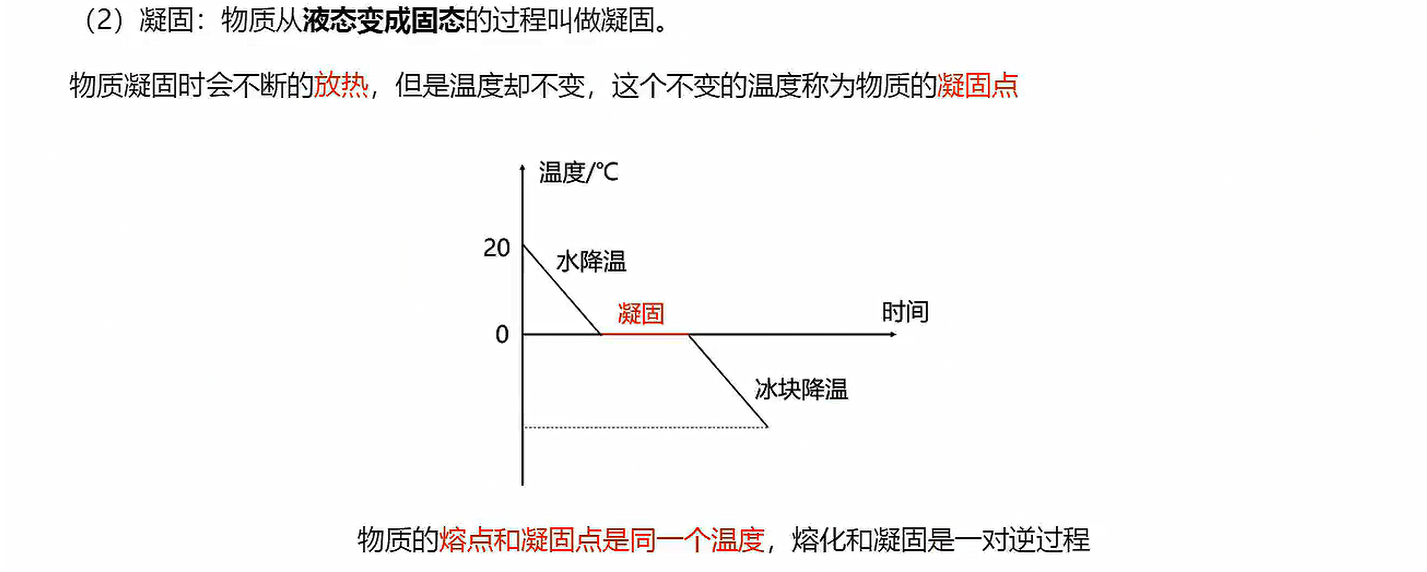 （2）凝固：物质从液态变成固态的过程叫做凝固。
物质凝固时会不断的放热，但是温度却不变，这个不变的温度称为物质的凝固点
温度/℃
20
水降温
凝固
时间
0
冰块降温
物质的熔点和凝固点是同一个温度，熔化和凝固是一对逆过程